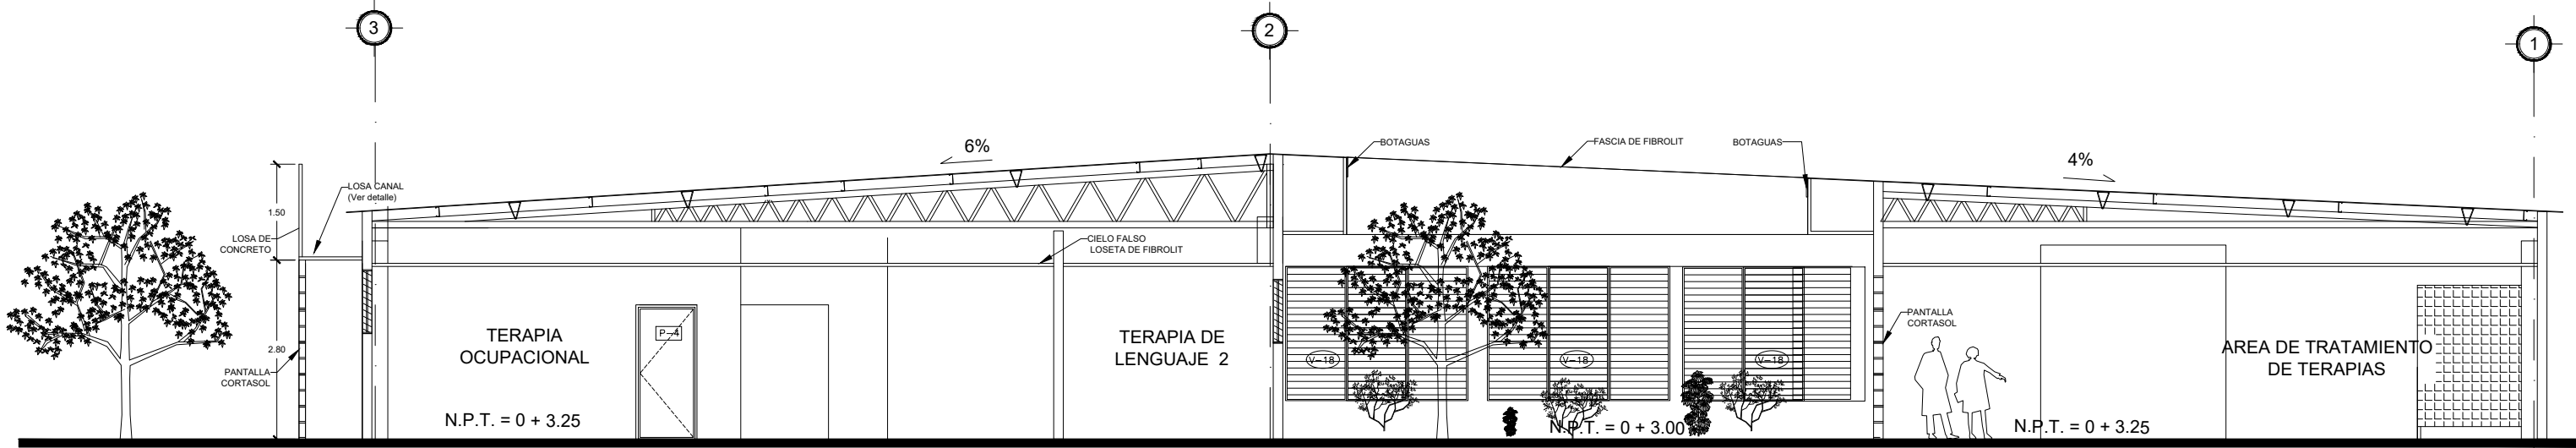 3
2
1
6%
BOTAGUAS
FASCIA DE FIBROLIT
BOTAGUAS
4%
LOSA CANAL
(Ver detalle)
1.50
LOSA DE
CONCRETO
CIELO FALSO
LOSETA DE FIBROLIT
TERAPIA
OCUPACIONAL
P-4
TERAPIA DE
LENGUAJE 2
V-18
V-18
V-18
PANTALLA
CORTASOL
2.80
PANTALLA
CORTASOL
AREA DE TRATAMIENTO
DE TERAPIAS
N.P.T. = 0 + 3.25
N.P.T. = 0 + 3.00
N.P.T. = 0 + 3.25